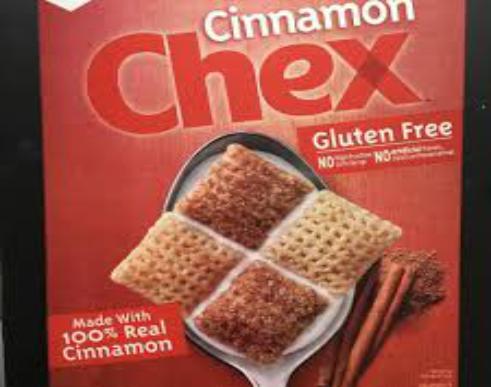 Cinnamon
Chex
Gluten Free
NO NO
Made With
100% Real
Cinnamon